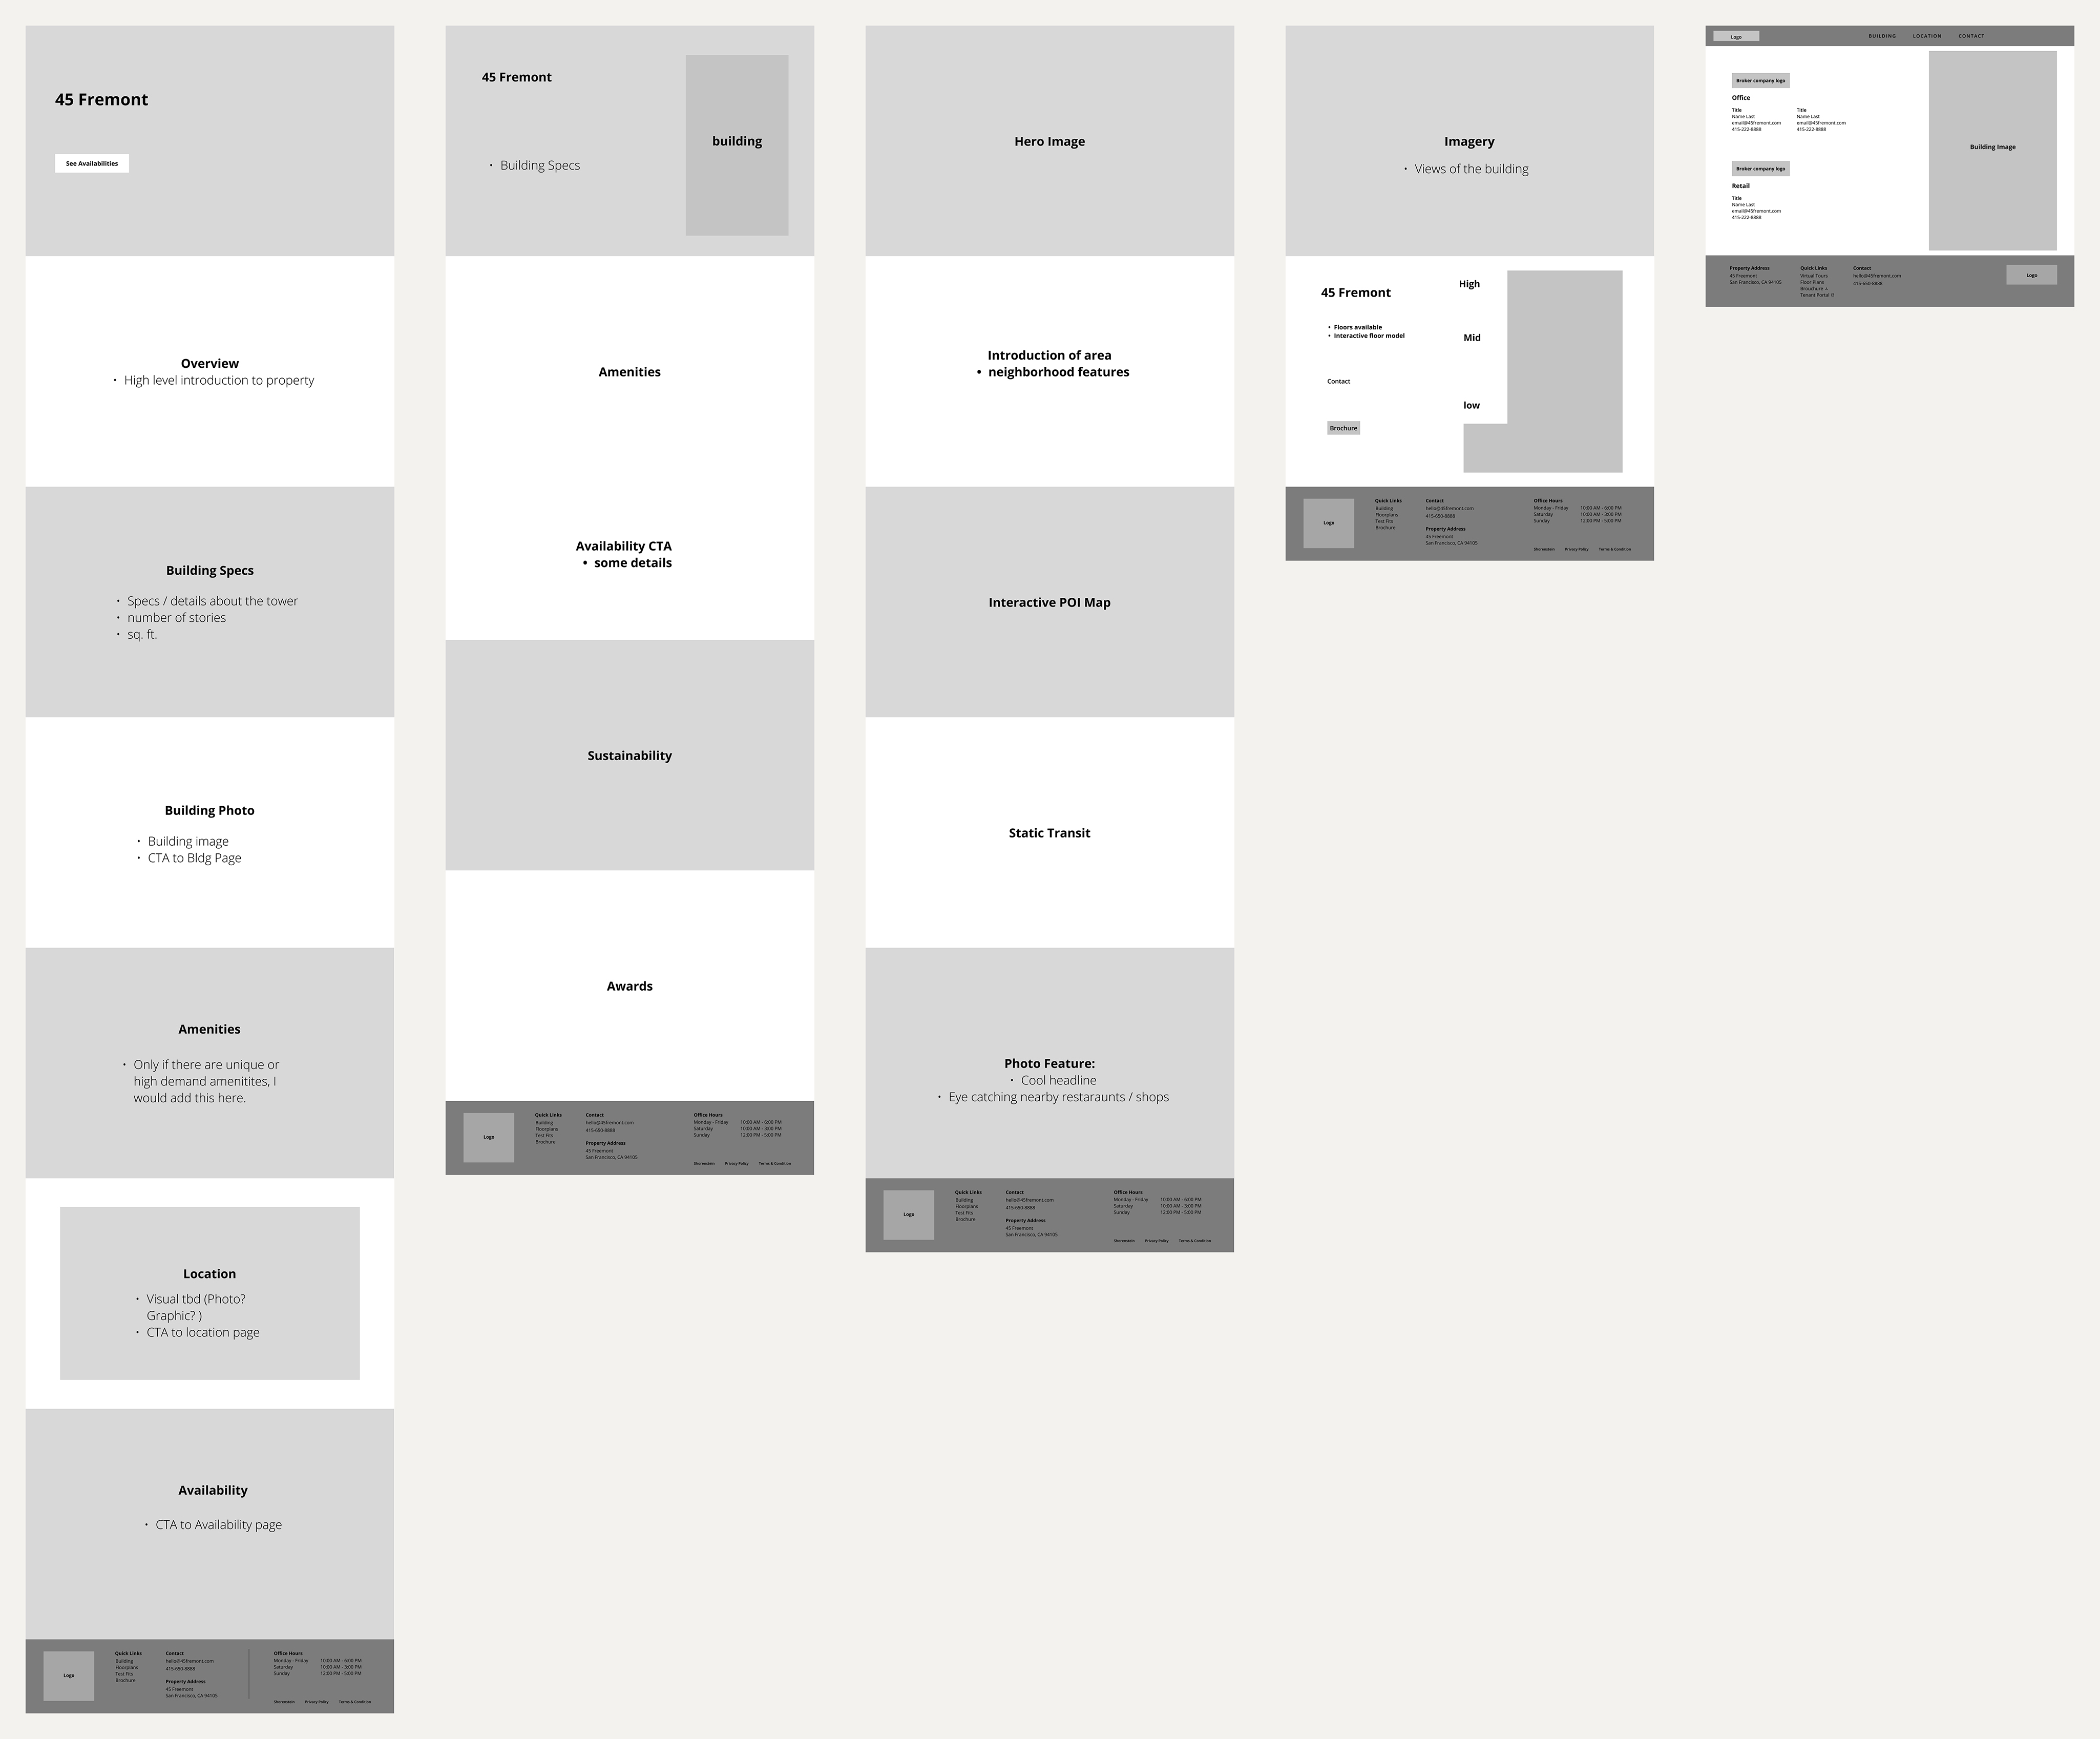 45 Fremont
See Availabilities
Overview
• High level introduction to property
Building Specs
• Specs / details about the tower
• number of stories
• sq. ft.
Building Photo
• Building image
• CTA to Bldg Page
Amenities
• Only if there are unique or
high demand amenitites, I
would add this here.
Location
• Visual tbd (Photo?
Graphic? )
• CTA to location page
Availability
• CTA to Availability page
Logo
Quick Links
Building
Floorplans
Test Fits
Brochure
Contact
hello@45fremont.com
415-650-8888
Property Address
45 Freemont
San Francisco, CA 94105
Office Hours
Monday - Friday 10:00 AM - 6:00 PM
Saturday 10:00 AM - 3:00 PM
Sunday 12:00 PM - 5:00 PM
Shorenstein Privacy Policy Terms & Condition
45 Fremont
• Building Specs
building
Amenities
Availability CTA
• some details
Sustainability
Awards
Logo
Quick Links
Building
Floorplans
Test Fits
Brochure
Contact
hello@45fremont.com
415-650-8888
Property Address
45 Freemont
San Francisco, CA 94105
Office Hours
Monday - Friday 10:00 AM - 6:00 PM
Saturday 10:00 AM - 3:00 PM
Sunday 12:00 PM - 5:00 PM
Shorenstein Privacy Policy Terms & Condition
Hero Image
Introduction of area
• neighborhood features
Interactive POI Map
Static Transit
Photo Feature:
• Cool headline
• Eye catching nearby restaraunts / shops
Logo
Quick Links
Building
Floorplans
Test Fits
Brochure
Contact
hello@45fremont.com
415-650-8888
Property Address
45 Freemont
San Francisco, CA 94105
Office Hours
Monday - Friday 10:00 AM - 6:00 PM
Saturday 10:00 AM - 3:00 PM
Sunday 12:00 PM - 5:00 PM
Shorenstein Privacy Policy Terms & Condition
Imagery
• Views of the building
45 Fremont
• Floors available
• Interactive floor model
Contact
Brochure
High
Mid
low
Logo
Quick Links
Building
Floorplans
Test Fits
Brochure
Contact
hello@45fremont.com
415-650-8888
Property Address
45 Freemont
San Francisco, CA 94105
Office Hours
Monday - Friday 10:00 AM - 6:00 PM
Saturday 10:00 AM - 3:00 PM
Sunday 12:00 PM - 5:00 PM
Shorenstein Privacy Policy Terms & Condition
Logo
BUILDING LOCATION CONTACT
Broker company logo
Office
Title
Name Last
email@45fremont.com
415-222-8888
Title
Name Last
email@45fremont.com
415-222-8888
Broker company logo
Retail
Title
Name Last
email@45fremont.com
415-222-8888
Building Image
Property Address
45 Freemont
San Francisco, CA 94105
Quick Links
Virtual Tours
Floor Plans
Brouchure
Tenant Portal
Contact
hello@45fremont.com
415-650-8888
Logo